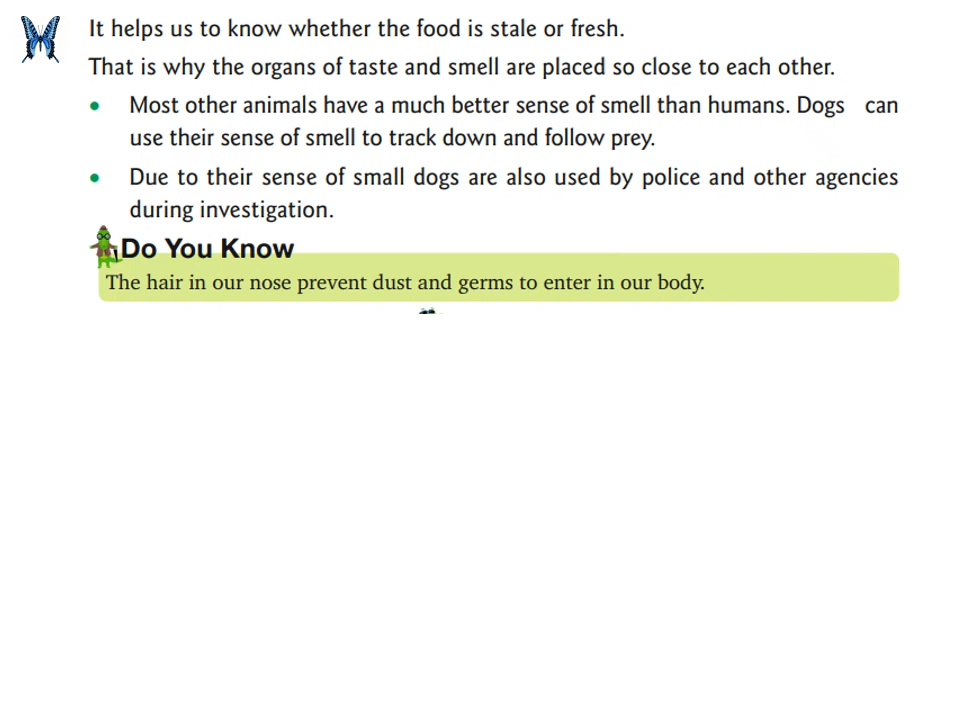 It helps us to know whether the food is stale or fresh.
That is why the organs of taste and smell are placed so close to each other.
• Most other animals have a much better sense of smell than humans. Dogs can
use their sense of smell to track down and follow prey.
• Due to their sense of small dogs are also used by police and other agencies
during investigation.
Do You Know
The hair in our nose prevent dust and germs to enter in our body.